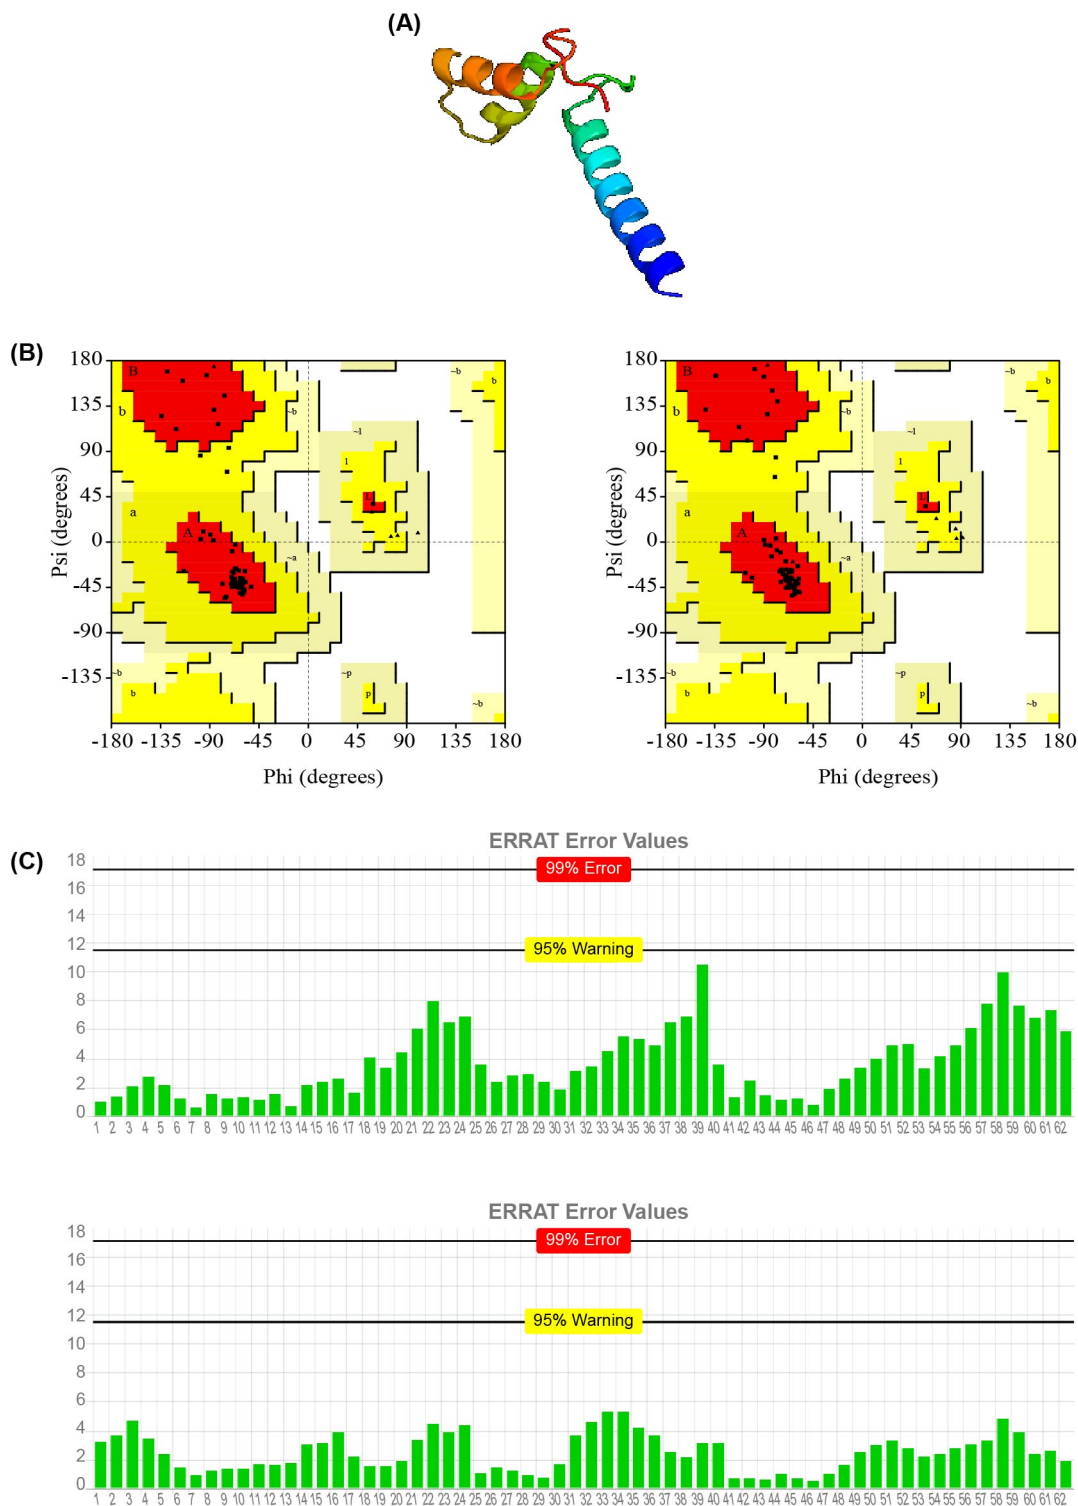 (A)
(B)
180
135
90
45
0
-45
-90
-135
Psi (degrees)
B
b
a
A
~a
~b
~l
l
L
~b
b
~b
b
~p
p
~b
-180 -135 -90 -45 0 45 90 135 180
Phi (degrees)
180
135
90
45
0
-45
-90
-135
Psi (degrees)
B
b
a
A
~a
~b
~l
l
L
~b
b
~b
b
~p
p
~b
-180 -135 -90 -45 0 45 90 135 180
Phi (degrees)
(C)
ERRAT Error Values
18
99% Error
16
14
12
95% Warning
10
8
6
4
2
0
1 2 3 4 5 6 7 8 9 10 11 12 13 14 15 16 17 18 19 20 21 22 23 24 25 26 27 28 29 30 31 32 33 34 35 36 37 38 39 40 41 42 43 44 45 46 47 48 49 50 51 52 53 54 55 56 57 58 59 60 61 62
ERRAT Error Values
18
99% Error
16
14
12
95% Warning
10
8
6
4
2
0
1 2 3 4 5 6 7 8 9 10 11 12 13 14 15 16 17 18 19 20 21 22 23 24 25 26 27 28 29 30 31 32 33 34 35 36 37 38 39 40 41 42 43 44 45 46 47 48 49 50 51 52 53 54 55 56 57 58 59 60 61 62